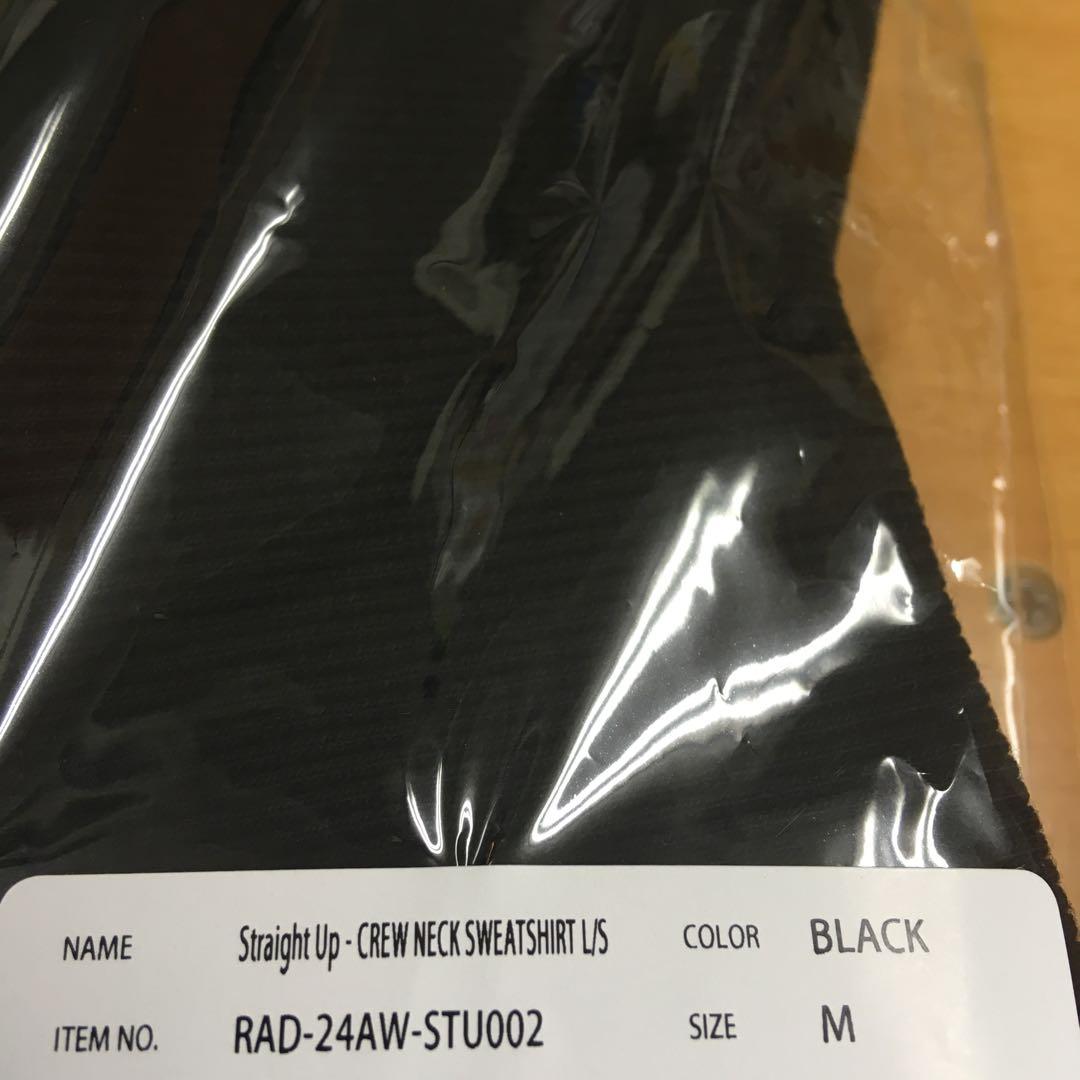 NAME Straight Up - CREW NECK SWEATSHIRT L/S COLOR BLACK
ITEM NO. RAD-24AW-STU002 SIZE M